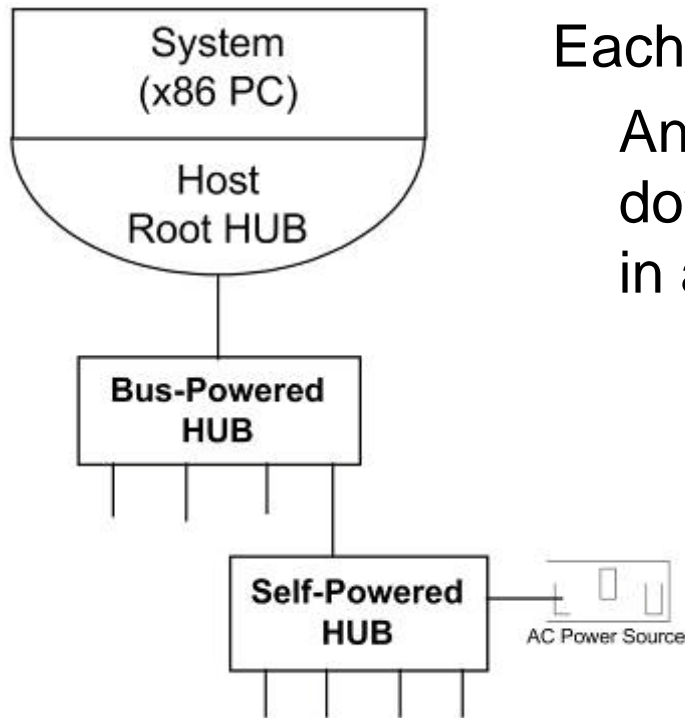 System
(x86 PC)
Host
Root HUB
Bus-Powered
HUB
Self-Powered
HUB
AC Power Source
Each
An
do
in a